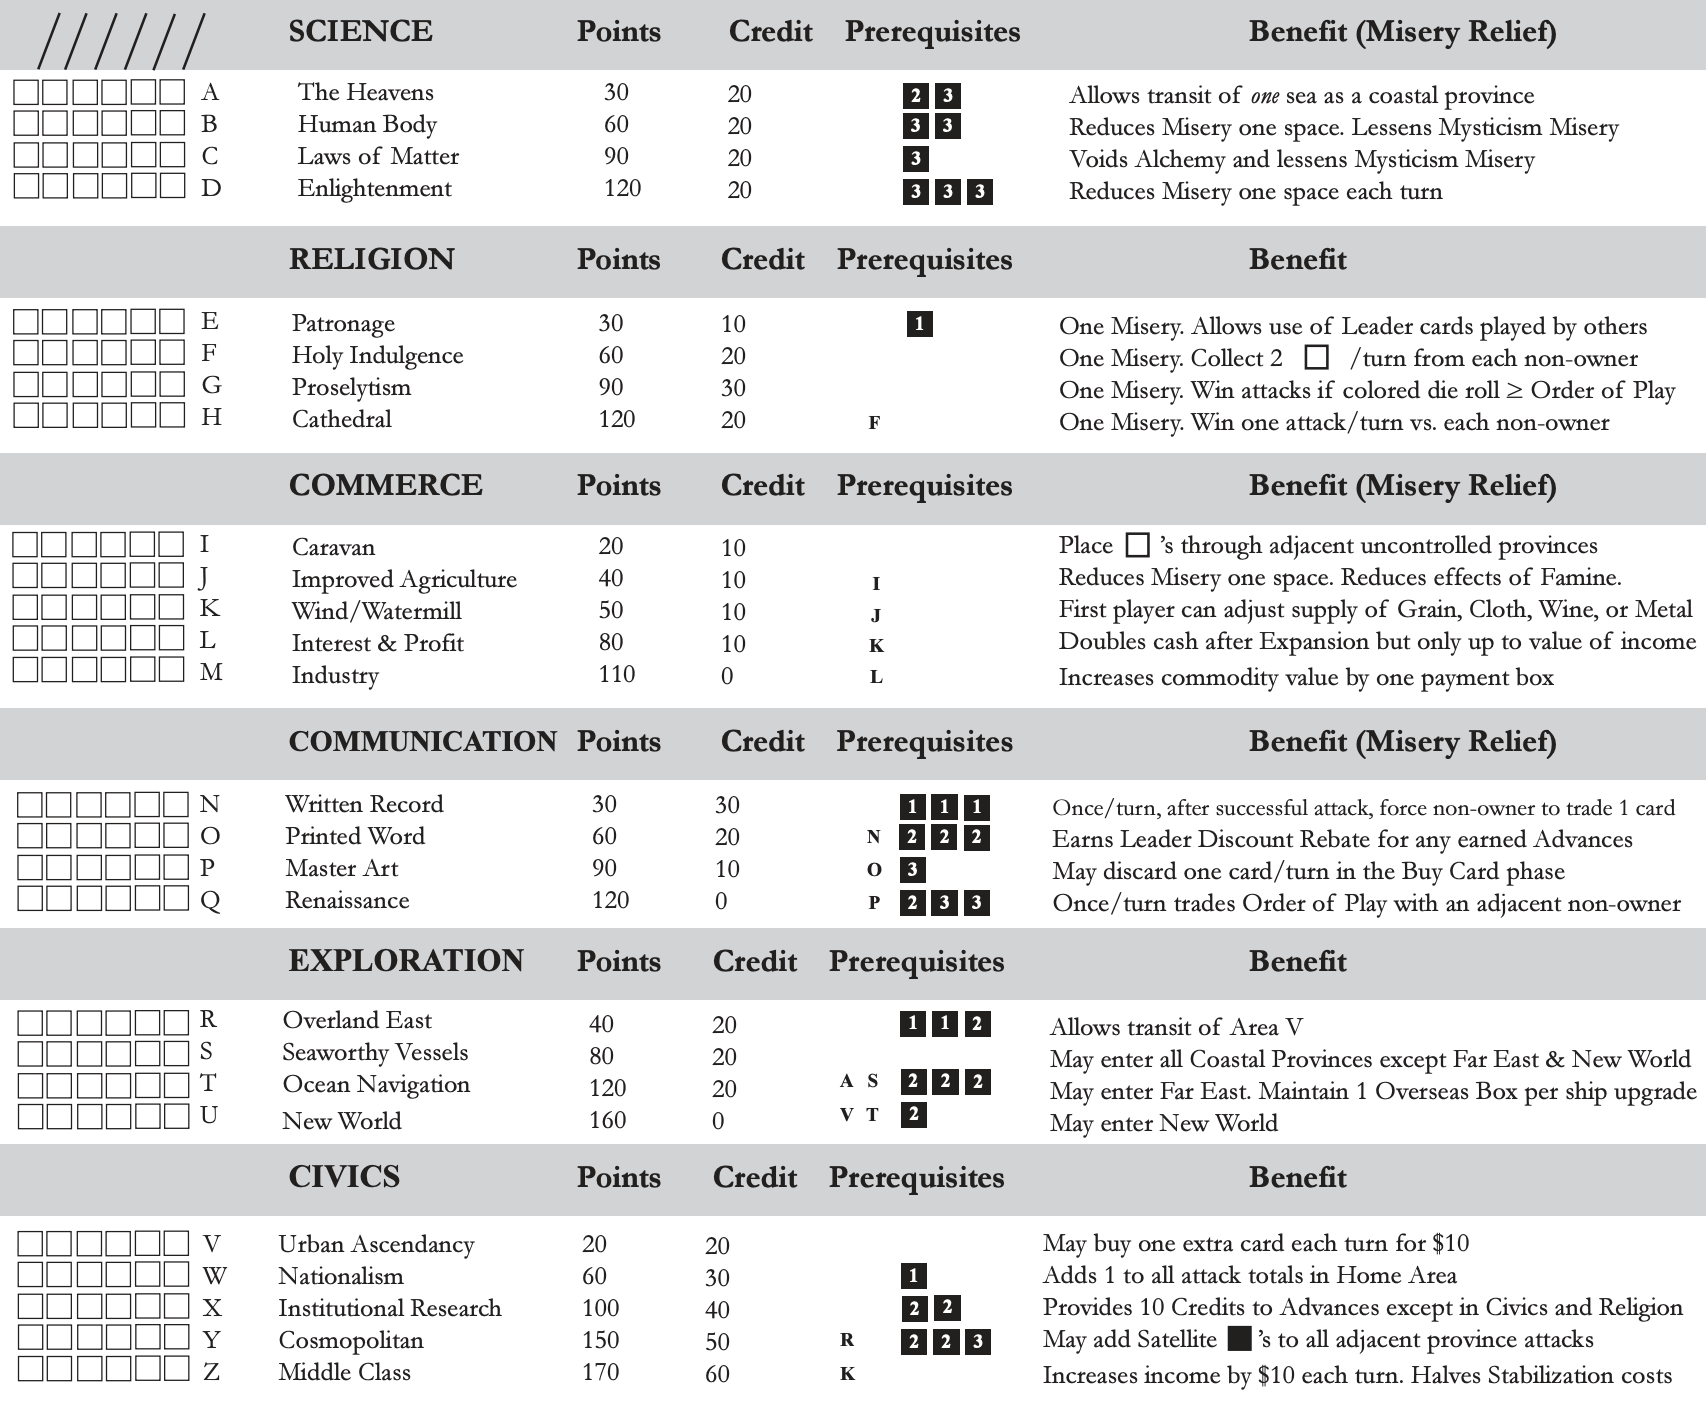 SCIENCE Points Credit Prerequisites Benefit (Misery Relief)
A The Heavens 30 20 2 3 Allows transit of one sea as a coastal province
B Human Body 60 20 3 3 Reduces Misery one space. Lessens Mysticism Misery
C Laws of Matter 90 20 3 Voids Alchemy and lessens Mysticism Misery
D Enlightenment 120 20 3 3 3 Reduces Misery one space each turn
RELIGION Points Credit Prerequisites Benefit
E Patronage 30 10 1 One Misery. Allows use of Leader cards played by others
F Holy Indulgence 60 20 One Misery. Collect 2 /turn from each non-owner
G Proselytism 90 30 One Misery. Win attacks if colored die roll ≥ Order of Play
H Cathedral 120 20 F One Misery. Win one attack/turn vs. each non-owner
COMMERCE Points Credit Prerequisites Benefit (Misery Relief)
I Caravan 20 10 Place 's through adjacent uncontrolled provinces
J Improved Agriculture 40 10 I Reduces Misery one space. Reduces effects of Famine.
K Wind/Watermill 50 10 J First player can adjust supply of Grain, Cloth, Wine, or Metal
L Interest & Profit 80 10 K Doubles cash after Expansion but only up to value of income
M Industry 110 0 L Increases commodity value by one payment box
COMMUNICATION Points Credit Prerequisites Benefit (Misery Relief)
N Written Record 30 30 1 1 1 Once/turn, after successful attack, force non-owner to trade 1 card
O Printed Word 60 20 N 2 2 2 Earns Leader Discount Rebate for any earned Advances
P Master Art 90 10 O 3 May discard one card/turn in the Buy Card phase
Q Renaissance 120 0 P 2 3 3 Once/turn trades Order of Play with an adjacent non-owner
EXPLORATION Points Credit Prerequisites Benefit
R Overland East 40 20 1 1 2 Allows transit of Area V
S Seaworthy Vessels 80 20 May enter all Coastal Provinces except Far East & New World
T Ocean Navigation 120 20 A S 2 2 2 May enter Far East. Maintain 1 Overseas Box per ship upgrade
U New World 160 0 V T 2 May enter New World
CIVICS Points Credit Prerequisites Benefit
V Urban Ascendancy 20 20 May buy one extra card each turn for $10
W Nationalism 60 30 1 Adds 1 to all attack totals in Home Area
X Institutional Research 100 40 2 2 Provides 10 Credits to Advances except in Civics and Religion
Y Cosmopolitan 150 50 R 2 2 3 May add Satellite 's to all adjacent province attacks
Z Middle Class 170 60 K Increases income by $10 each turn. Halves Stabilization costs